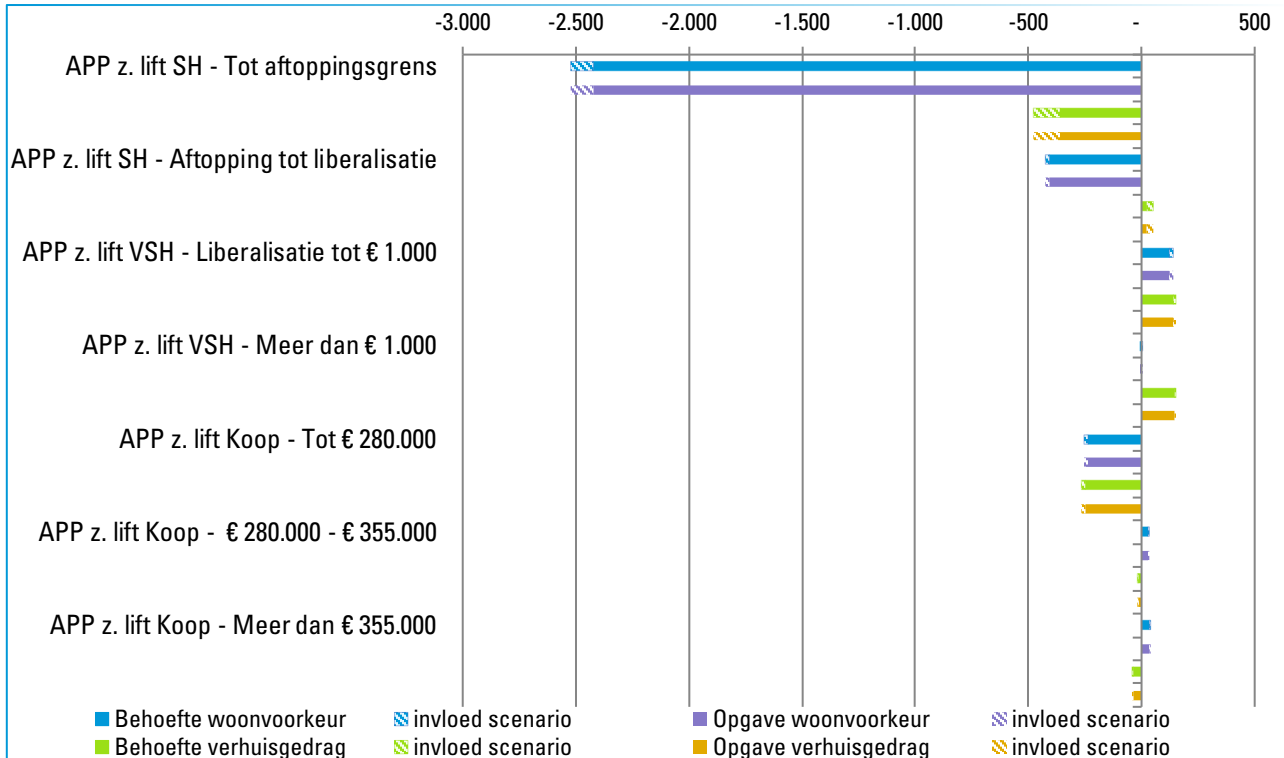 -3.000 -2.500 -2.000 -1.500 -1.000 -500 - 500
APP z. lift SH - Tot aftoppingsgrens
APP z. lift SH - Aftopping tot liberalisatie
APP z. lift VSH - Liberalisatie tot € 1.000
APP z. lift VSH - Meer dan € 1.000
APP z. lift Koop - Tot € 280.000
APP z. lift Koop - € 280.000 - € 355.000
APP z. lift Koop - Meer dan € 355.000
Behoefte woonvoorkeur invloed scenario Opgave woonvoorkeur invloed scenario
Behoefte verhuisgedrag invloed scenario Opgave verhuisgedrag invloed scenario